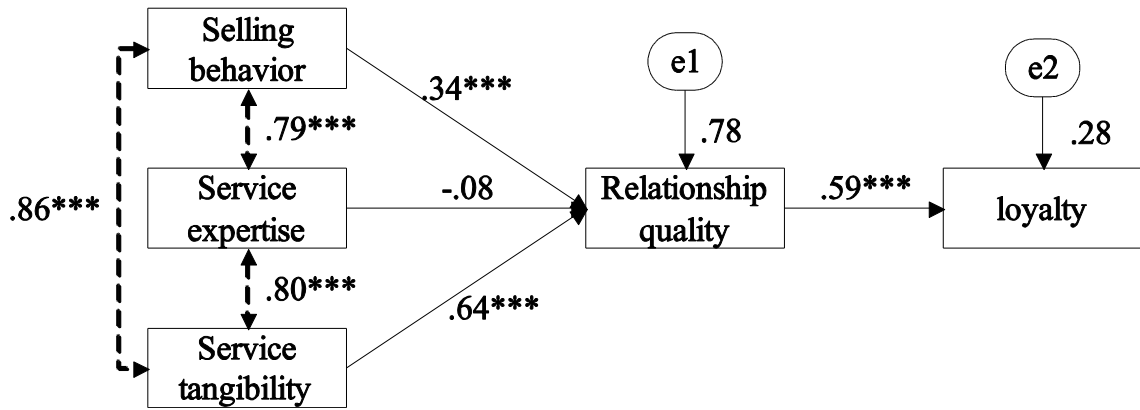 Selling
behavior
e1
e2
.34***
.79***
.78
.28
.86***
Service
expertise
-.08
Relationship
quality
.59***
loyalty
.80***
.64***
Service
tangibility